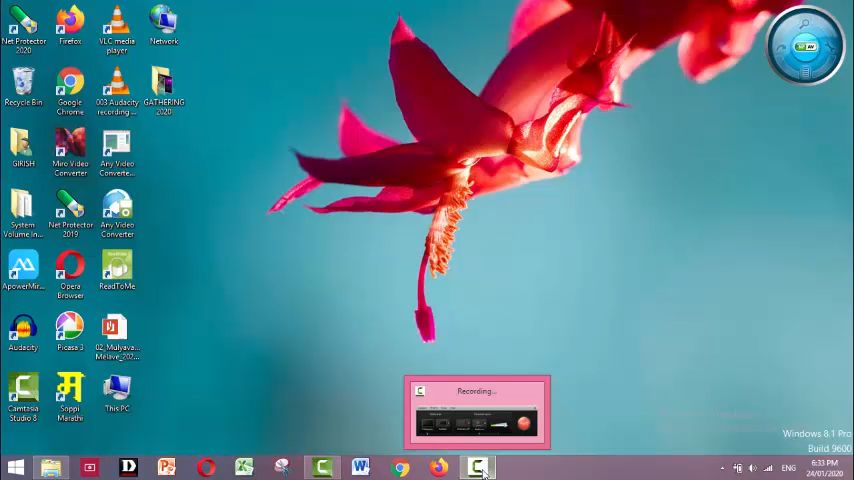 Net Protector
2020
Firefox
VLC media
player
Network
Recycle Bin
Google
Chrome
003 Audacity
recording ...
GATHERING
2020
GIRISH
Miro Video
Converter
Any Video
Converte...
System
Volume in...
Net Protector
2019
Any Video
Converter
ApowerMir...
Opera
Browser
ReadToMe
Audacity
Picasa 3
02_Mulyava...
Melave_202...
Camtasia
Studio 8
मा
Soppi
Marathi
This PC
Recording...
Windows 8.1 Pro
Build 9600
ENG
6:33 PM
24/01/2020